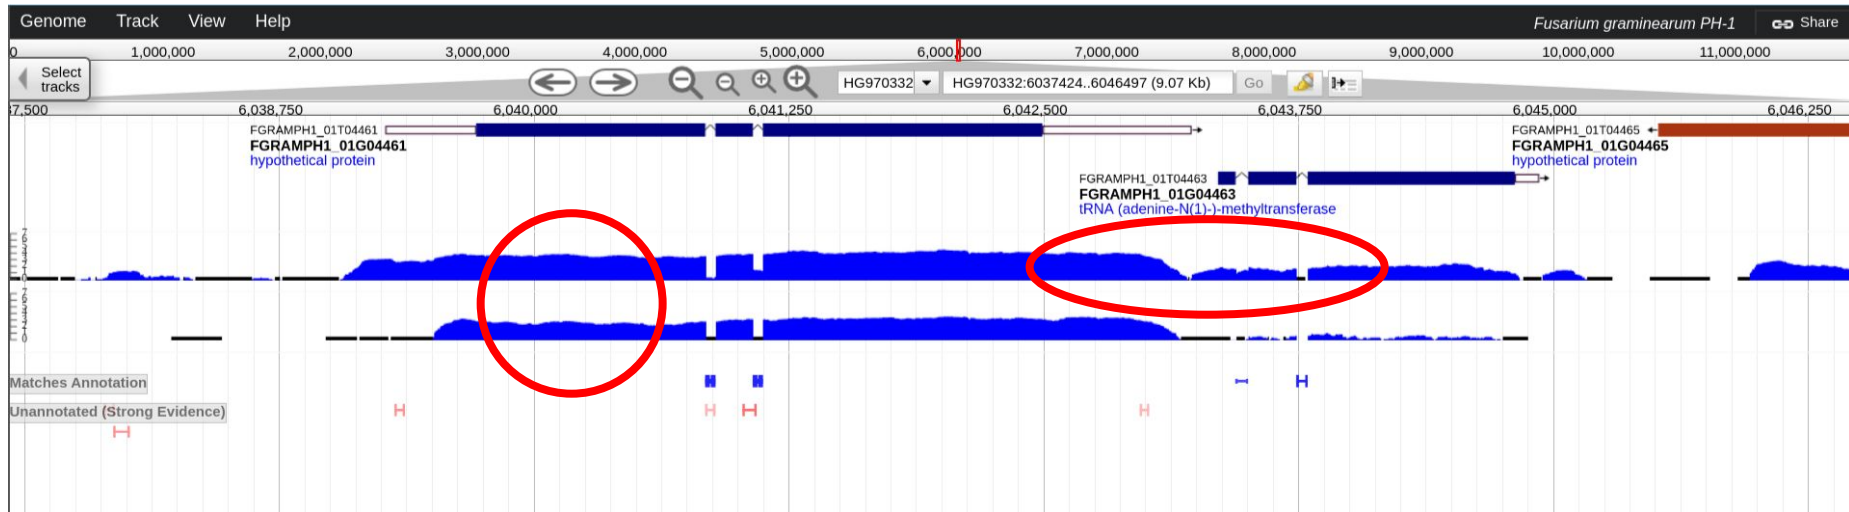 Genome Track View Help Fusarium graminearum PH-1 Share
0 1,000,000 2,000,000 3,000,000 4,000,000 5,000,000 6,000,000 7,000,000 8,000,000 9,000,000 10,000,000 11,000,000
Select
tracks
HG970332 HG970332:6037424..6046497 (9.07 Kb) Go
37,500 6,038,750 6,040,000 6,041,250 6,042,500 6,043,750 6,045,000 6,046,250
FGRAMPH1_01T04461 FGRAMPH1_01T04465
FGRAMPH1_01G04461 FGRAMPH1_01G04465
hypothetical protein hypothetical protein
FGRAMPH1_01T04463
FGRAMPH1_01G04463
tRNA (adenine-N(1)-)-methyltransferase
Matches Annotation
Unannotated (Strong Evidence)